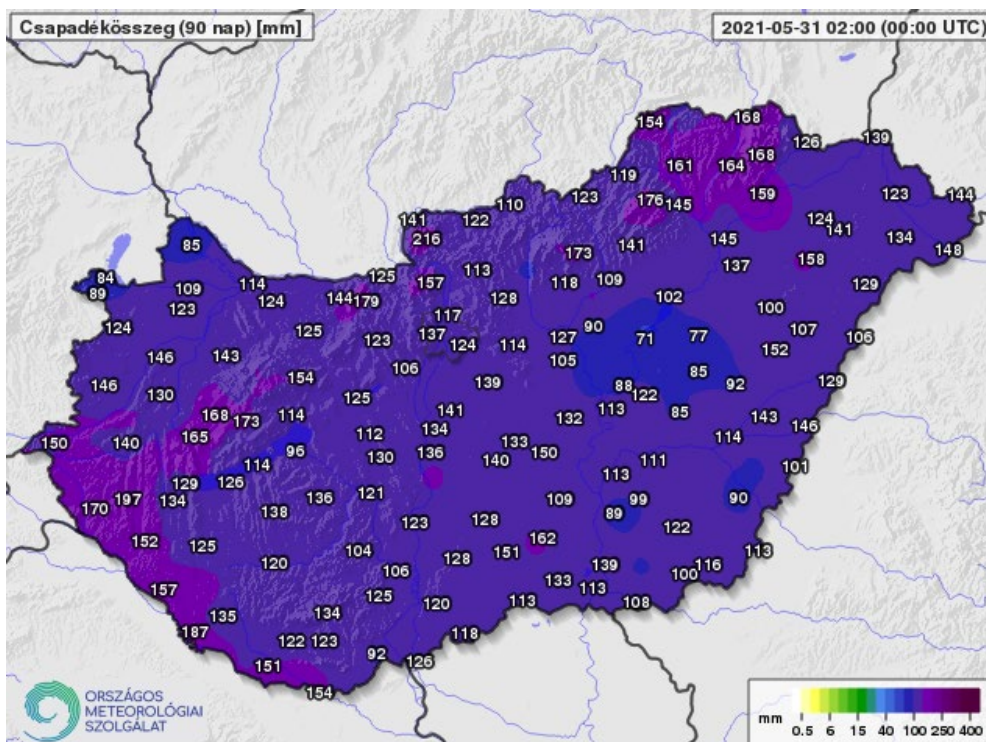 Csapadékösszeg (90 nap) [mm]
2021-05-31 02:00 (00:00 UTC)
154 168
126 139
119 161 164 168
110 123 176 145 159 123 144
141 122 124 141 134
216 173 141 145 148
85 137 158
84 89 109 114 125 157 113 118 109 129
123 124 144 179 128 102 100
124 125 117 90 107
123 137 124 114 127 71 77 106
146 143 106 105 152
146 130 154 125 139 88 122 85 92 129
168 173 114 141 132 113 85 143 146
150 140 165 112 134 133 114
96 130 136 140 150 111 101
114 113
129 126 121
170 197 134 138 136 109 89 99 90
123 128 122
152 125 104 151 162 113
120 106 128 139 116
157 125 133 113 100
135 134 120 113 108
187 122 123 118
151 92 126
154
ORSZÁGOS
METEOROLÓGIAI
SZOLGÁLAT
mm 0.5 6 15 40 100 250 400